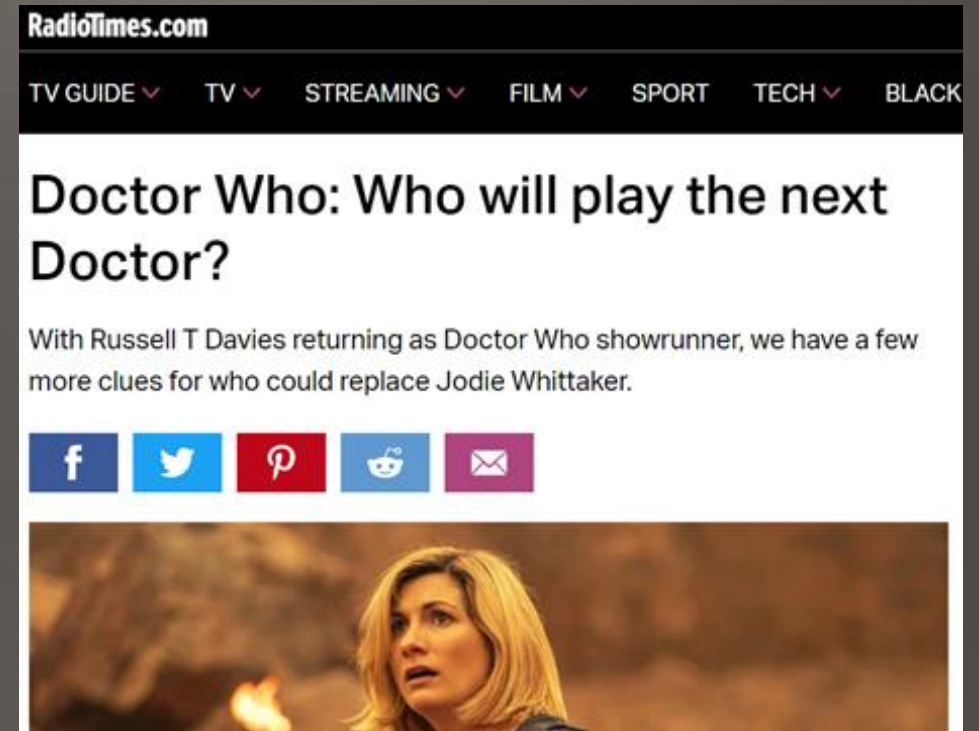 RadioTimes.com
TV GUIDE TV STREAMING FILM SPORT TECH BLACK
Doctor Who: Who will play the next
Doctor?
With Russell T Davies returning as Doctor Who showrunner, we have a few
more clues for who could replace Jodie Whittaker.